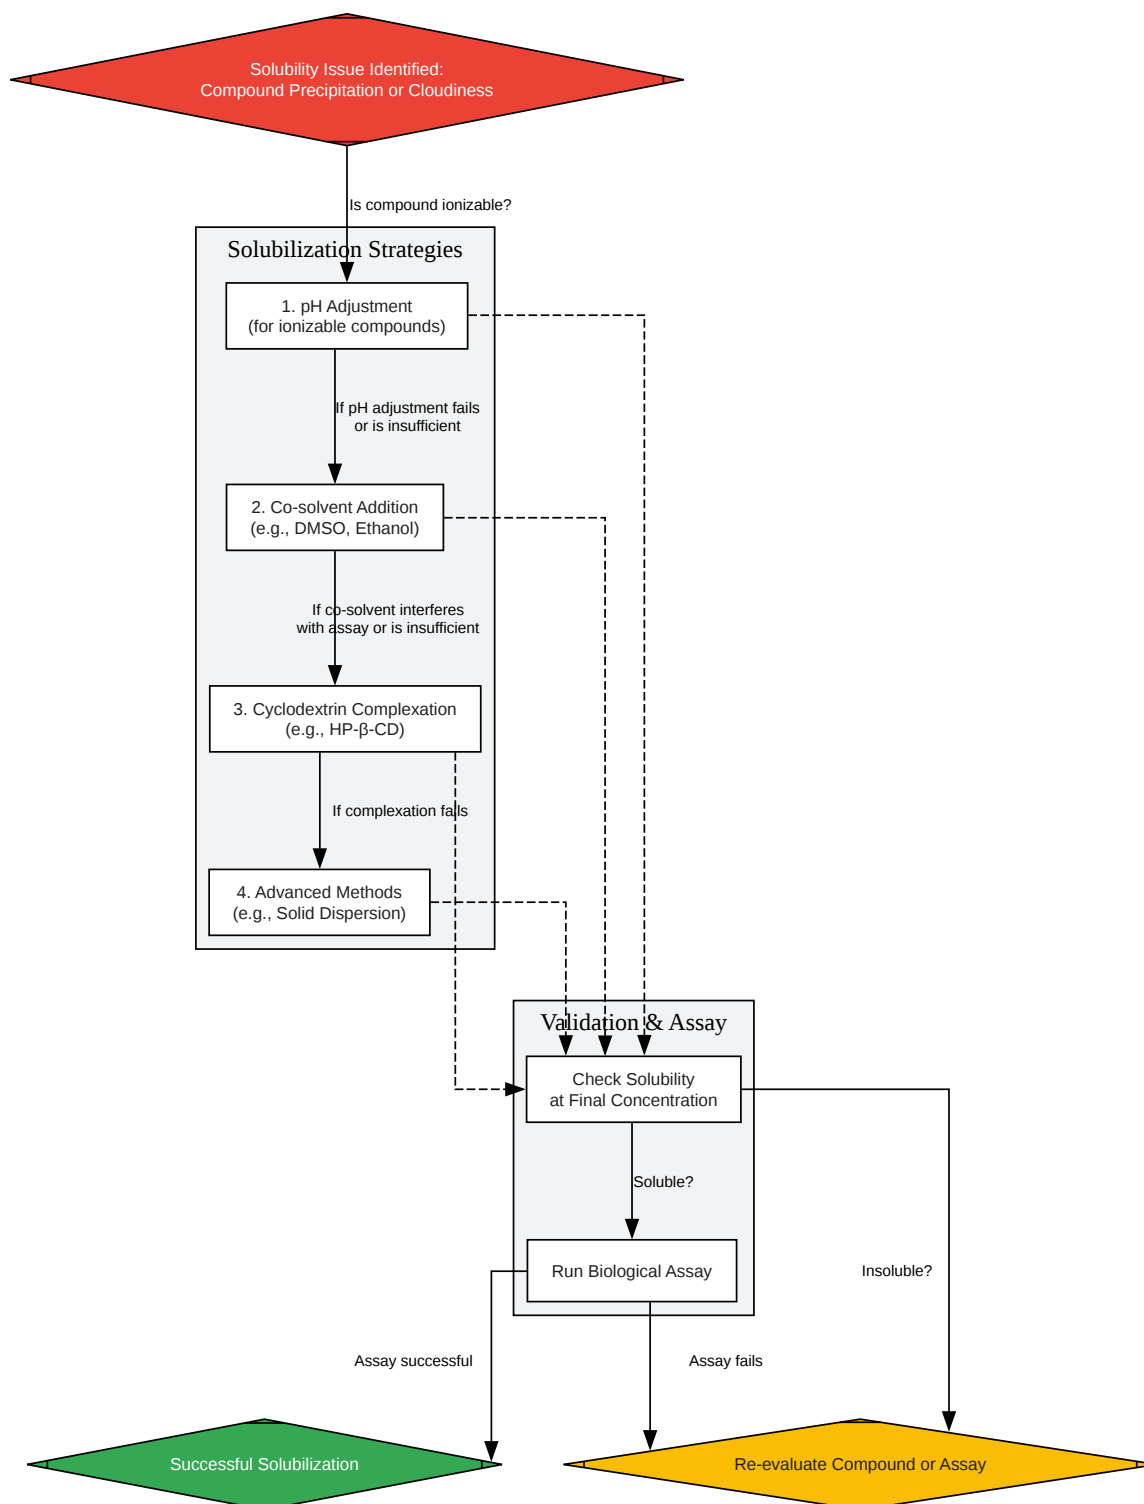 Solubility Issue Identified:
Compound Precipitation or Cloudiness
Is compound ionizable?
Solubilization Strategies
1. pH Adjustment
(for ionizable compounds)
If pH adjustment fails
or is insufficient
2. Co-solvent Addition
(e.g., DMSO, Ethanol)
If co-solvent interferes
with assay or is insufficient
3. Cyclodextrin Complexation
(e.g., HP-β-CD)
If complexation fails
4. Advanced Methods
(e.g., Solid Dispersion)
Validation & Assay
Check Solubility
at Final Concentration
Soluble?
Run Biological Assay
Insoluble?
Assay successful
Assay fails
Successful Solubilization
Re-evaluate Compound or Assay